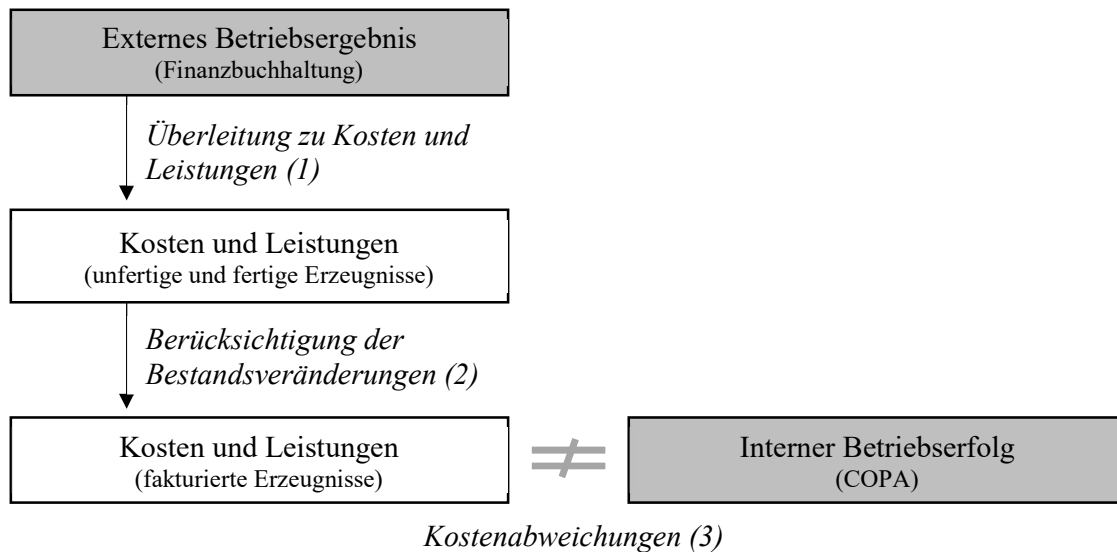 Externes Betriebsergebnis
(Finanzbuchhaltung)
Überleitung zu Kosten und
Leistungen (1)
Kosten und Leistungen
(unfertige und fertige Erzeugnisse)
Berücksichtigung der
Bestandsveränderungen (2)
Kosten und Leistungen
(fakturierte Erzeugnisse)
≠
Interner Betriebserfolg
(COPA)
Kostenabweichungen (3)